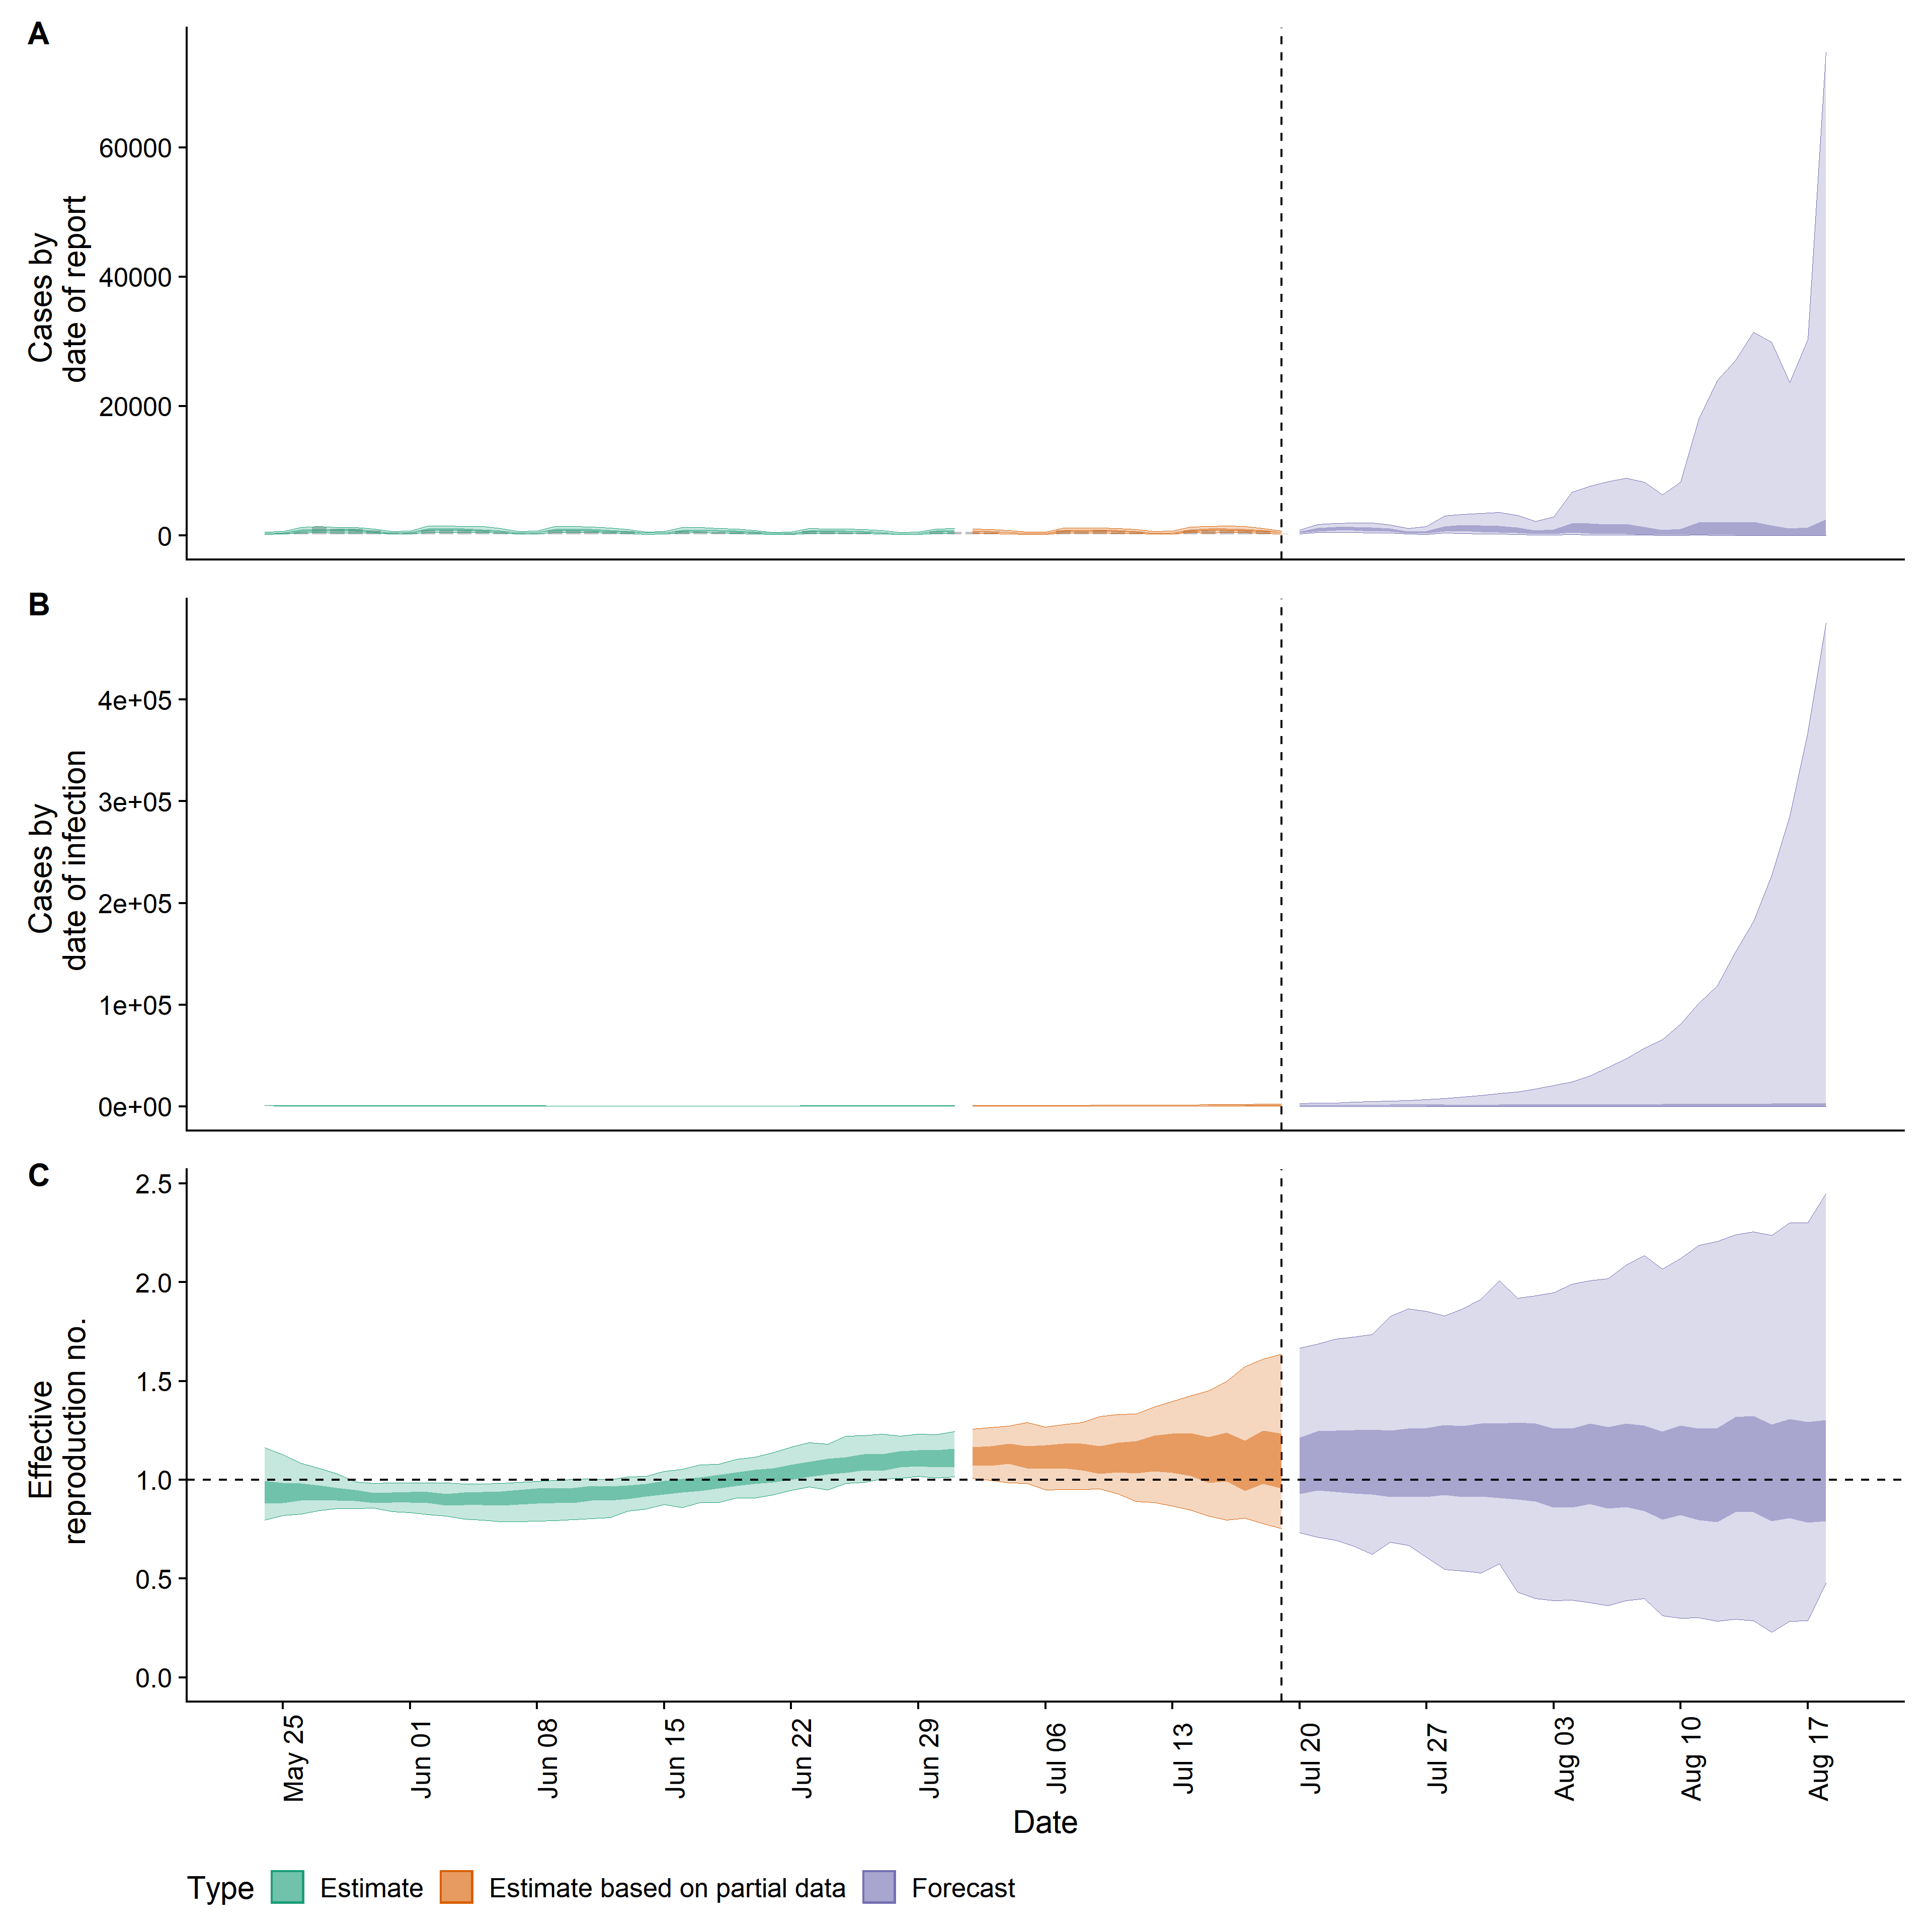 A
Cases by
date of report
60000
40000
20000
0
B
Cases by
date of infection
4e+05
3e+05
2e+05
1e+05
0e+00
C
Effective
reproduction no.
2.5
2.0
1.5
1.0
0.5
0.0
May 25
Jun 01
Jun 08
Jun 15
Jun 22
Jun 29
Jul 06
Jul 13
Jul 20
Jul 27
Aug 03
Aug 10
Aug 17
Date
Type Estimate Estimate based on partial data Forecast